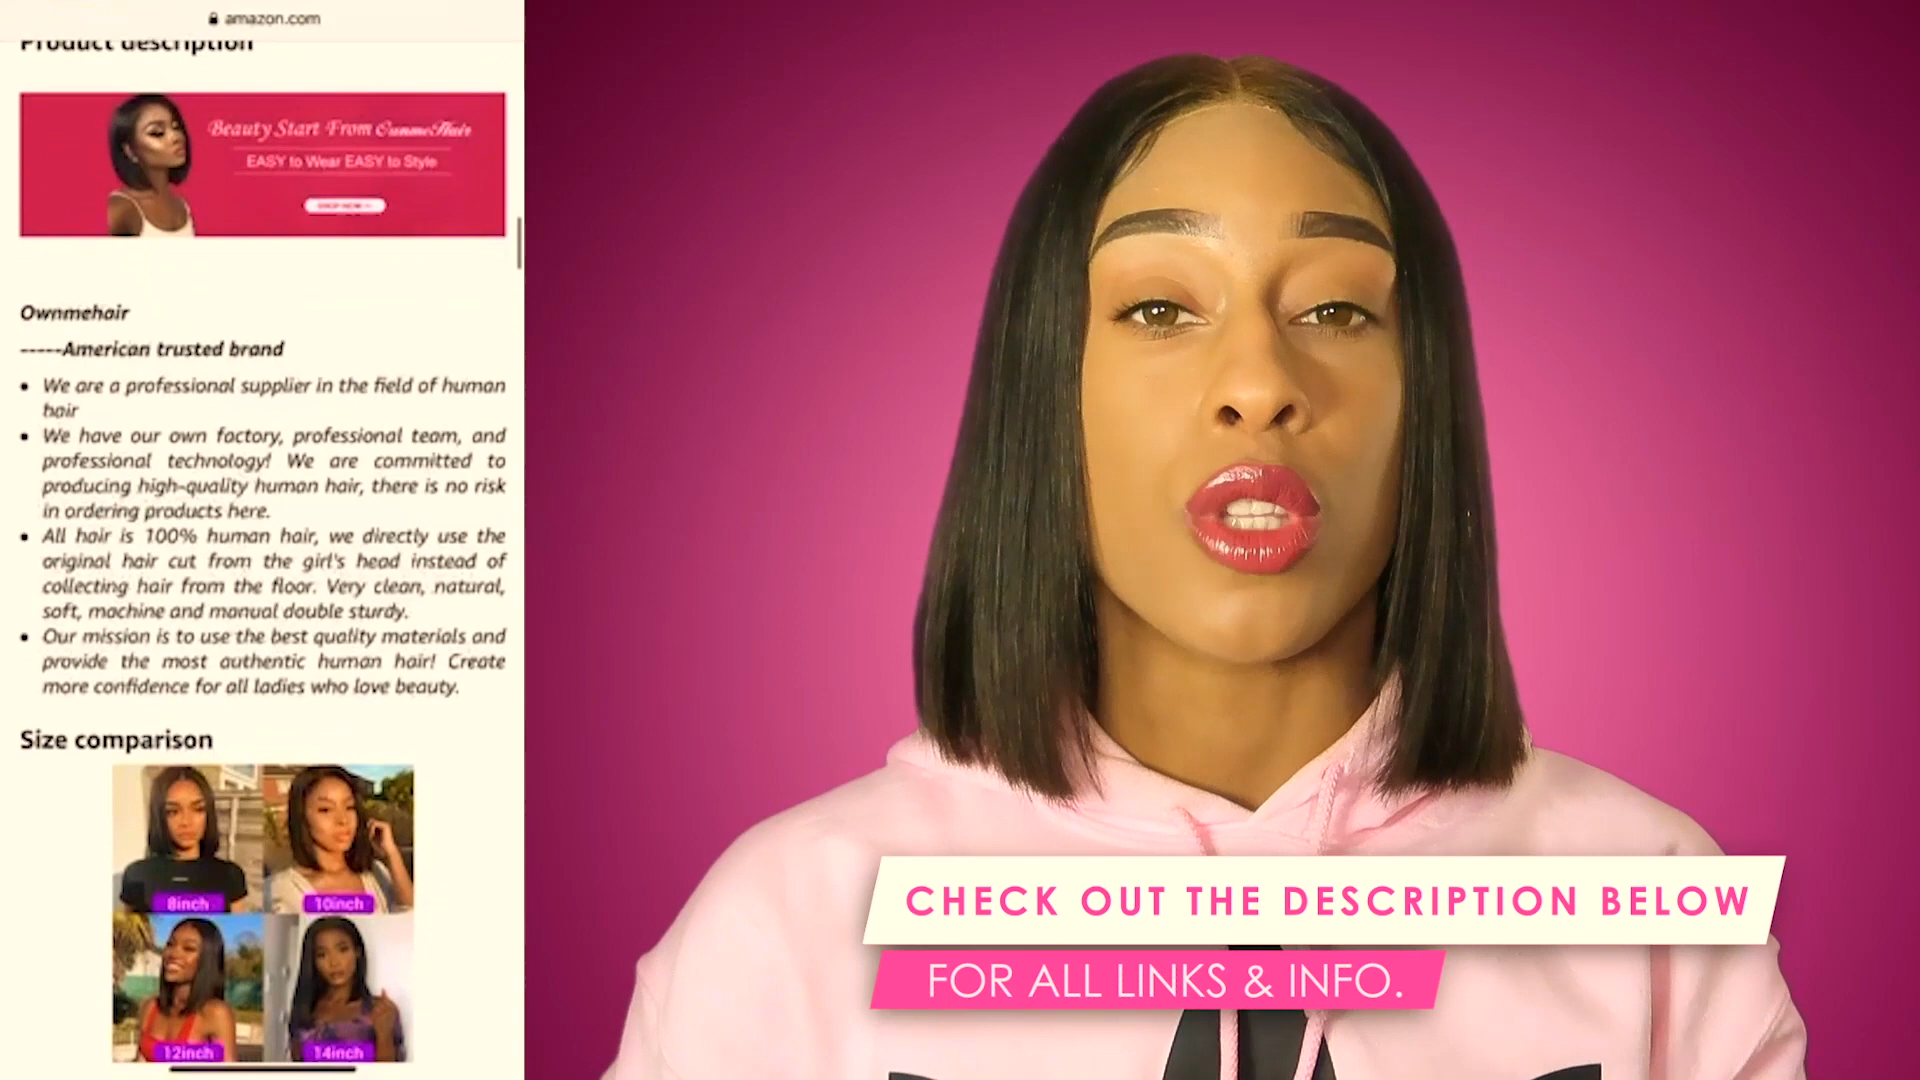 amazon.com
Product description
Beauty Start From OwnmeHair
EASY to Wear EASY to Style
SHOP NOW
Ownmehair
-----American trusted brand
• We are a professional supplier in the field of human
hair
• We have our own factory, professional team, and
professional technology! We are committed to
producing high-quality human hair, there is no risk
in ordering products here.
• All hair is 100% human hair, we directly use the
original hair cut from the girl's head instead of
collecting hair from the floor. Very clean, natural,
soft, machine and manual double sturdy.
• Our mission is to use the best quality materials and
provide the most authentic human hair! Create
more confidence for all ladies who love beauty.
Size comparison
8inch
10inch
12inch
14inch
CHECK OUT THE DESCRIPTION BELOW
FOR ALL LINKS & INFO.